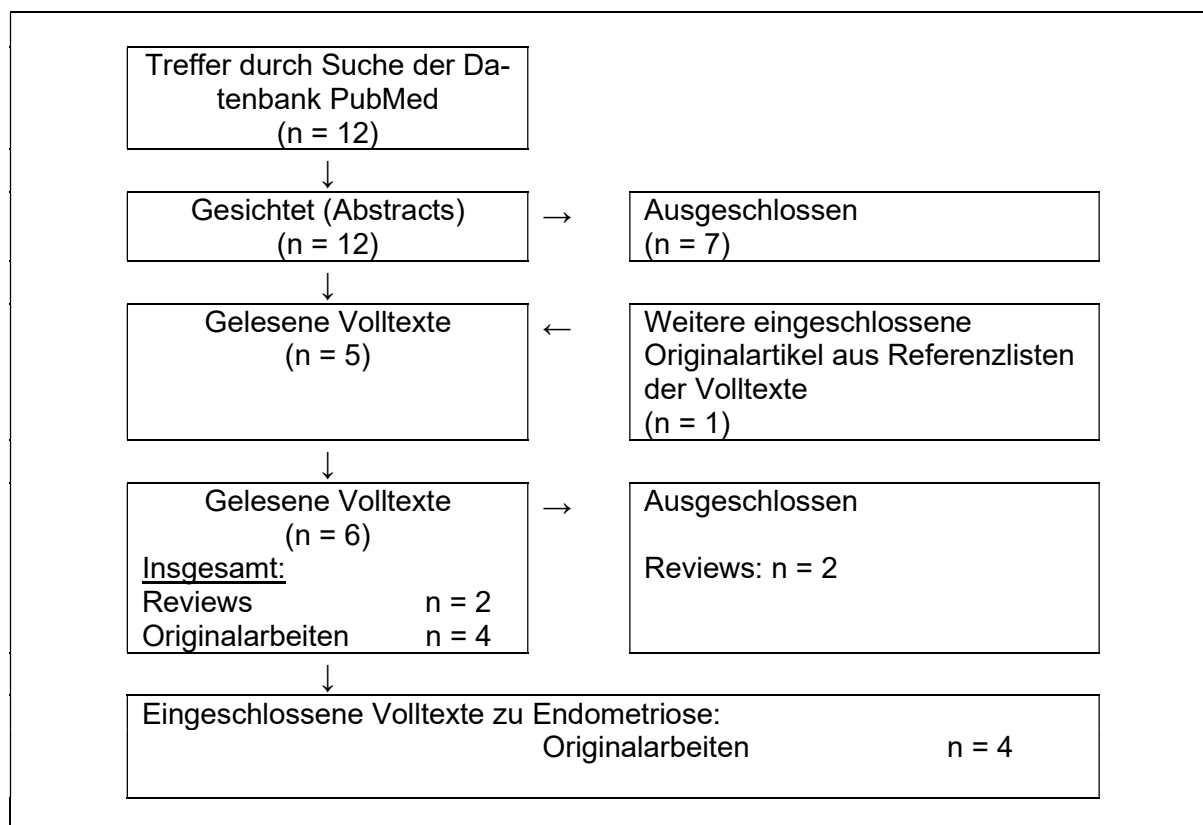 Treffer durch Suche der Da-
tenbank PubMed
(n = 12)
↓
Gesichtet (Abstracts)
(n = 12)
→
Ausgeschlossen
(n = 7)
↓
Gelesene Volltexte
(n = 5)
←
Weitere eingeschlossene
Originalartikel aus Referenzlisten
der Volltexte
(n = 1)
↓
Gelesene Volltexte
(n = 6)
Insgesamt:
Reviews n = 2
Originalarbeiten n = 4
→
Ausgeschlossen
Reviews: n = 2
↓
Eingeschlossene Volltexte zu Endometriose:
Originalarbeiten n = 4